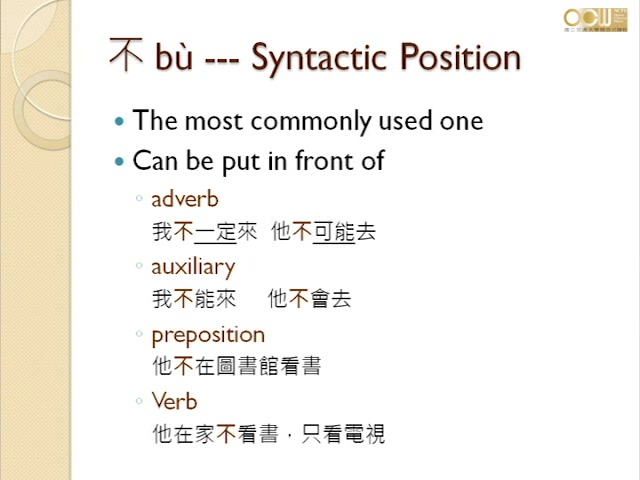 OCW
不 bù --- Syntactic Position
The most commonly used one
Can be put in front of
adverb
我不一定來 他不可能去
auxiliary
我不能來 他不會去
preposition
他不在圖書館看書
Verb
他在家不看書，只看電視